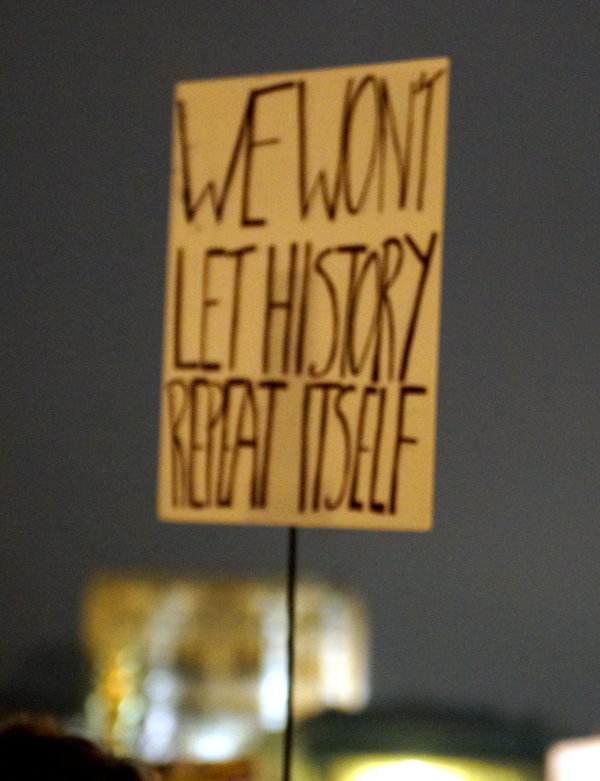 WE WONT
LET HISTORY
REPEAT ITSELF